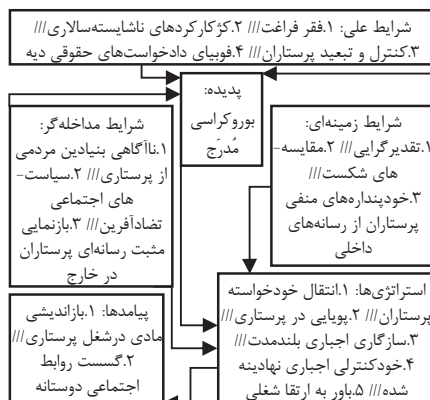 شرایط علی: ۱.فقر فراغت/// ۲.کژکارکردهای ناشایسته‌سالاری///
۳.کنترل و تبعید پرستاران/// ۴.فوبیای دادخواست‌های حقوقی دیه
پدیده:
بوروکراسی
مُدرَج
شرایط زمینه‌ای:
۱.تقدیرگرایی/// ۲.مقایسه-
های شکست///
۳.خودپنداره‌های منفی
پرستاران از رسانه‌های
داخلی
شرایط مداخله‌گر:
۱.ناآگاهی بنیادین مردمی
از پرستاری/// ۲.سیاست-
های اجتماعی
تضادآفرین/// ۳.بازنمایی
مثبت رسانه‌ای پرستاران
در خارج
استراتژی‌ها: ۱.انتقال خودخواسته
پرستاران/// ۲.پویایی در پرستاری///
۳.سازگاری اجباری بلندمدت///
۴.خودکنترلی اجباری نهادینه
شده/// ۵.باور به ارتقا شغلی
پیامدها: ۱.بازاندیشی
مادی درشغل پرستاری///
۲.گسست روابط
اجتماعی دوستانه